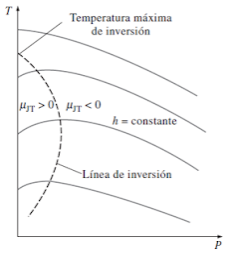 T
Temperatura máxima
de inversión
μJT > 0 μJT < 0
h = constante
Línea de inversión
P